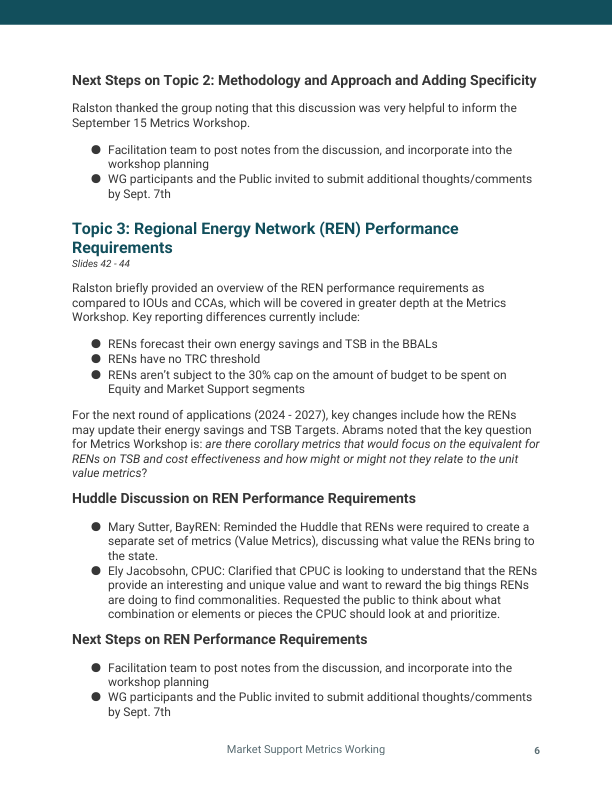 Next Steps on Topic 2: Methodology and Approach and Adding Specificity
Ralston thanked the group noting that this discussion was very helpful to inform the
September 15 Metrics Workshop.
● Facilitation team to post notes from the discussion, and incorporate into the
workshop planning
● WG participants and the Public invited to submit additional thoughts/comments
by Sept. 7th
Topic 3: Regional Energy Network (REN) Performance
Requirements
Slides 42 - 44
Ralston briefly provided an overview of the REN performance requirements as
compared to IOUs and CCAs, which will be covered in greater depth at the Metrics
Workshop. Key reporting differences currently include:
● RENs forecast their own energy savings and TSB in the BBALs
● RENs have no TRC threshold
● RENs aren’t subject to the 30% cap on the amount of budget to be spent on
Equity and Market Support segments
For the next round of applications (2024 - 2027), key changes include how the RENs
may update their energy savings and TSB Targets. Abrams noted that the key question
for Metrics Workshop is: are there corollary metrics that would focus on the equivalent for
RENs on TSB and cost effectiveness and how might or might not they relate to the unit
value metrics?
Huddle Discussion on REN Performance Requirements
● Mary Sutter, BayREN: Reminded the Huddle that RENs were required to create a
separate set of metrics (Value Metrics), discussing what value the RENs bring to
the state.
● Ely Jacobsohn, CPUC: Clarified that CPUC is looking to understand that the RENs
provide an interesting and unique value and want to reward the big things RENs
are doing to find commonalities. Requested the public to think about what
combination or elements or pieces the CPUC should look at and prioritize.
Next Steps on REN Performance Requirements
● Facilitation team to post notes from the discussion, and incorporate into the
workshop planning
● WG participants and the Public invited to submit additional thoughts/comments
by Sept. 7th
Market Support Metrics Working
6